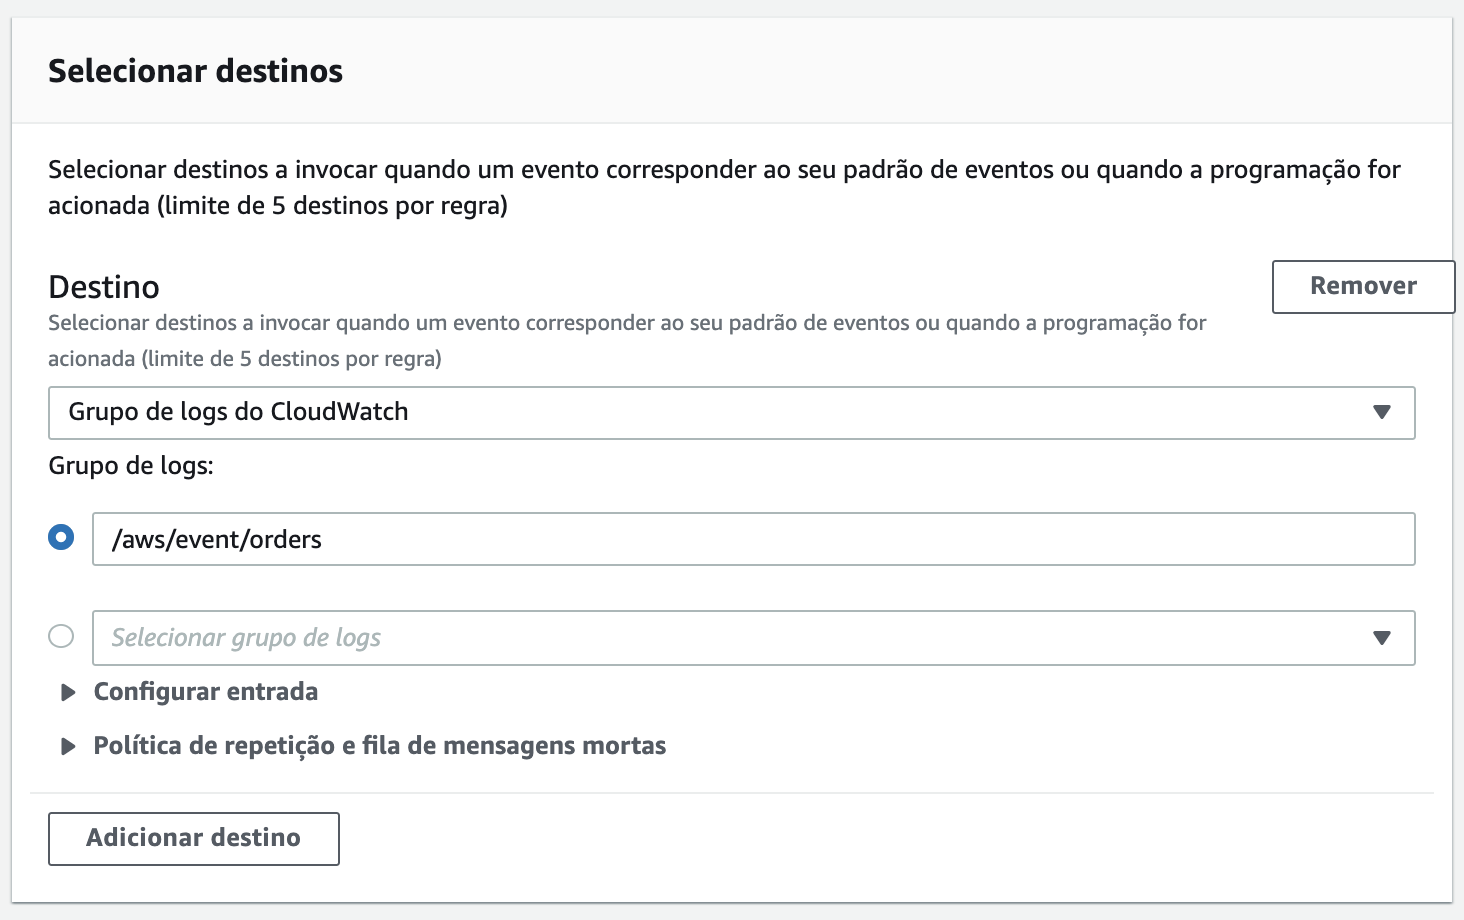 Selecionar destinos
Selecionar destinos a invocar quando um evento corresponder ao seu padrão de eventos ou quando a programação for
acionada (limite de 5 destinos por regra)
Destino
Remover
Selecionar destinos a invocar quando um evento corresponder ao seu padrão de eventos ou quando a programação for
acionada (limite de 5 destinos por regra)
Grupo de logs do CloudWatch
Grupo de logs:
/aws/event/orders
Selecionar grupo de logs
Configurar entrada
Política de repetição e fila de mensagens mortas
Adicionar destino